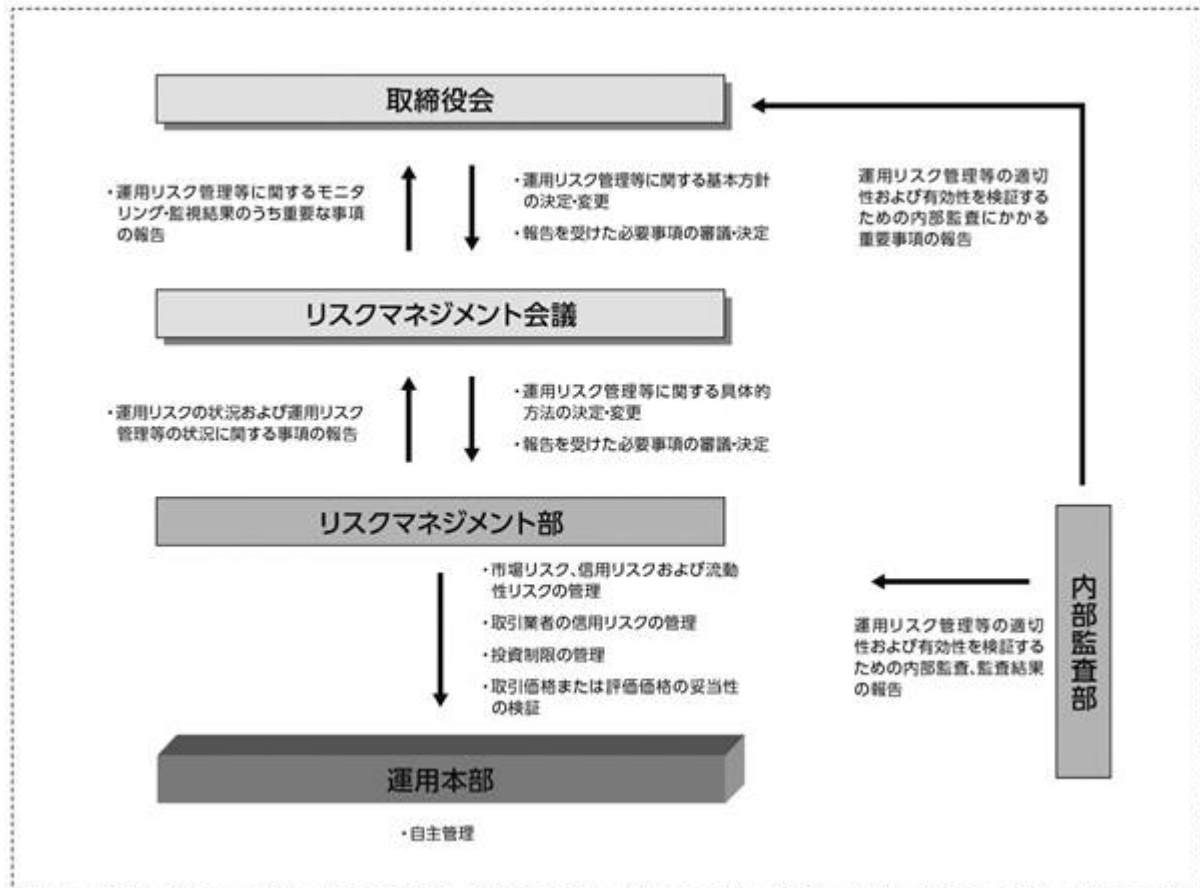 取締役会
・運用リスク管理等に関するモニタ
リング・監視結果のうち重要な事項
の報告
・運用リスク管理等に関する基本方針
の決定・変更
・報告を受けた必要事項の審議・決定
運用リスク管理等の適切
性および有効性を検証する
ための内部監査にかかる
重要事項の報告
リスクマネジメント会議
・運用リスクの状況および運用リスク
管理等の状況に関する事項の報告
・運用リスク管理等に関する具体的
方法の決定・変更
・報告を受けた必要事項の審議・決定
リスクマネジメント部
・市場リスク、信用リスクおよび流動
性リスクの管理
・取引業者の信用リスクの管理
・投資制限の管理
・取引価格または評価価格の妥当性
の検証
運用リスク管理等の適切
性および有効性を検証する
ための内部監査、監査結果
の報告
内部監査部
運用本部
・自主管理